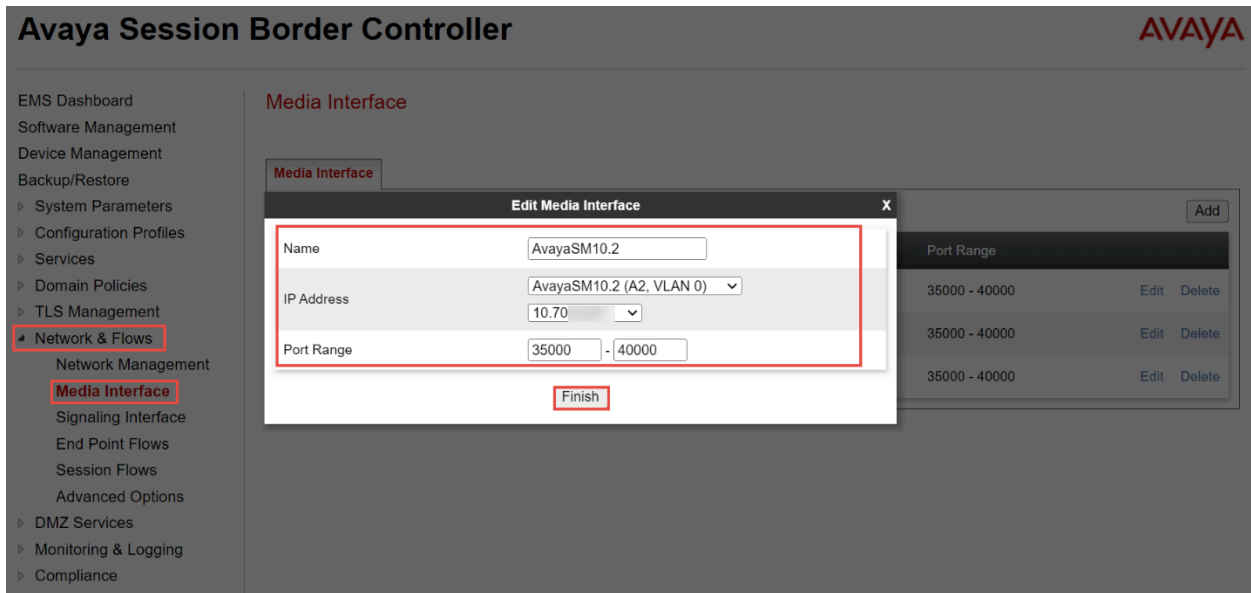 Avaya Session Border Controller
AVAYA
EMS Dashboard
Software Management
Device Management
Backup/Restore
System Parameters
Configuration Profiles
Services
Domain Policies
TLS Management
Network & Flows
Network Management
Media Interface
Signaling Interface
End Point Flows
Session Flows
Advanced Options
DMZ Services
Monitoring & Logging
Compliance
Media Interface
Media Interface
Add
Port Range
35000 - 40000 Edit Delete
35000 - 40000 Edit Delete
35000 - 40000 Edit Delete
Edit Media Interface X
Name AvayaSM10.2
IP Address AvayaSM10.2 (A2, VLAN 0)
10.70
Port Range 35000 - 40000
Finish